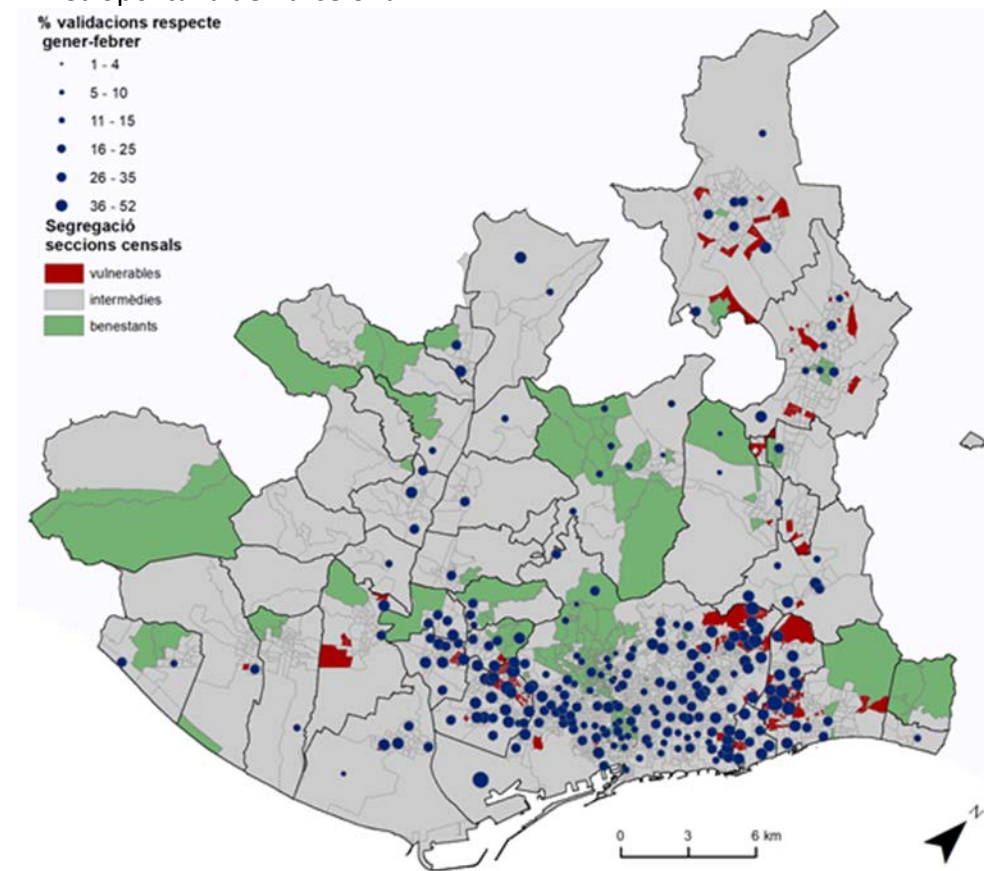 % validacions respecte
gener-febrer
1 - 4
5 - 10
11 - 15
16 - 25
26 - 35
36 - 52
Segregació
seccions censals
vulnerables
intermèdies
benestants
0 3 6 km
N